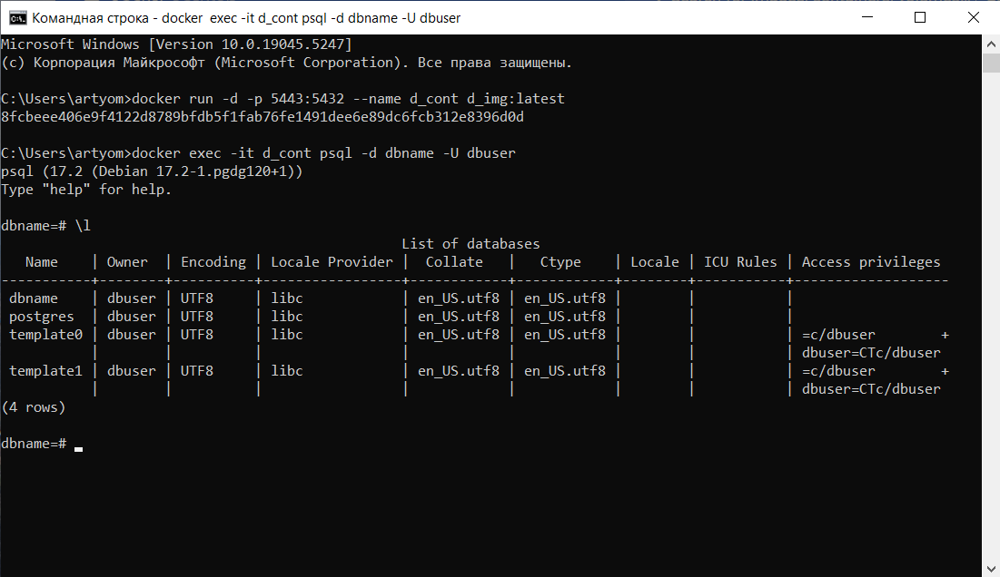 Командная строка - docker  exec -it d_cont psql -d dbname -U dbuser
Microsoft Windows [Version 10.0.19045.5247]
(c) Корпорация Майкрософт (Microsoft Corporation). Все права защищены.
C:\Users\artyom>docker run -d -p 5443:5432 --name d_cont d_img:latest
8fcbeee406e9f4122d8789bfdb5f1fab76fe1491dee6e89dc6fcb312e8396d0d
C:\Users\artyom>docker exec -it d_cont psql -d dbname -U dbuser
psql (17.2 (Debian 17.2-1.pgdg120+1))
Type "help" for help.
dbname=# \l
                                                 List of databases
   Name    | Owner  | Encoding | Locale Provider |  Collate   |   Ctype    | Locale | ICU Rules | Access privileges
-----------+--------+----------+-----------------+------------+------------+--------+-----------+-------------------
 dbname    | dbuser | UTF8     | libc            | en_US.utf8 | en_US.utf8 |        |           |
 postgres  | dbuser | UTF8     | libc            | en_US.utf8 | en_US.utf8 |        |           |
 template0 | dbuser | UTF8     | libc            | en_US.utf8 | en_US.utf8 |        |           | =c/dbuser        +
           |        |          |                 |            |            |        |           | dbuser=CTc/dbuser
 template1 | dbuser | UTF8     | libc            | en_US.utf8 | en_US.utf8 |        |           | =c/dbuser        +
           |        |          |                 |            |            |        |           | dbuser=CTc/dbuser
(4 rows)
dbname=#